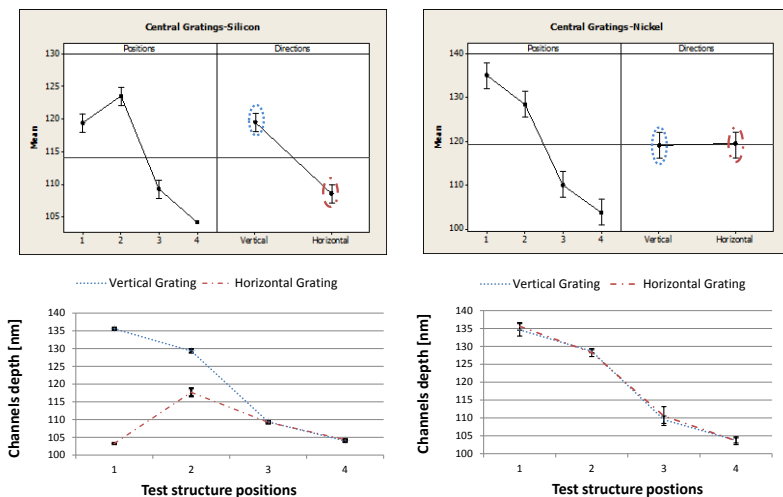 Central Gratings-Silicon
Positions
Directions
Mean
130
125
120
115
110
105
1
2
3
4
Vertical
Horizontal
Central Gratings-Nickel
Positions
Directions
Mean
140
130
120
110
100
1
2
3
4
Vertical
Horizontal
Vertical Grating
Horizontal Grating
Channels depth [nm]
140
135
130
125
120
115
110
105
100
1
2
3
4
Test structure positions
Vertical Grating
Horizontal Grating
Channels depth [nm]
140
135
130
125
120
115
110
105
100
1
2
3
4
Test structure positions